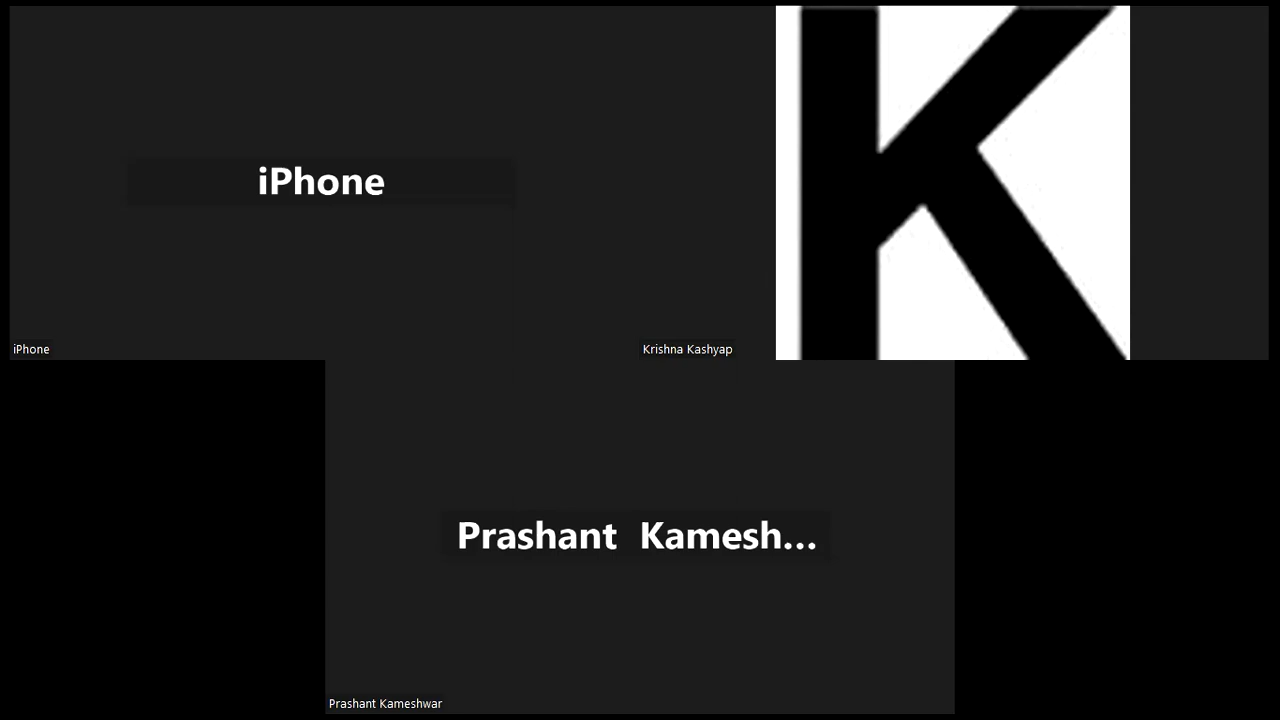 iPhone
K
iPhone
Krishna Kashyap
Prashant Kamesh...
Prashant Kameshwar